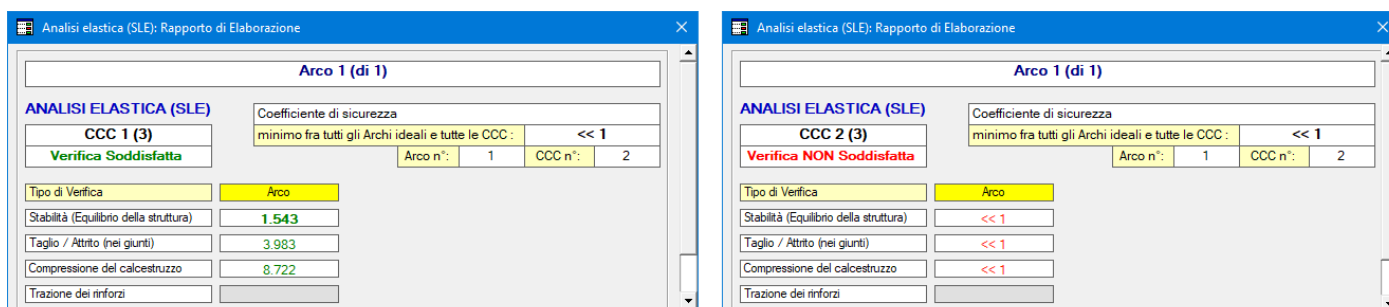 Analisi elastica (SLE): Rapporto di Elaborazione
Arco 1 (di 1)
ANALISI ELASTICA (SLE)
Coefficiente di sicurezza
CCC 1 (3)
minimo fra tutti gli Archi ideali e tutte le CCC : << 1
Verifica Soddisfatta
Arco n°: 1 CCC n°: 2
Tipo di Verifica Arco
Stabilità (Equilibrio della struttura) 1.543
Taglio / Attrito (nei giunti) 3.983
Compressione del calcestruzzo 8.722
Trazione dei rinforzi
Analisi elastica (SLE): Rapporto di Elaborazione
Arco 1 (di 1)
ANALISI ELASTICA (SLE)
Coefficiente di sicurezza
CCC 2 (3)
minimo fra tutti gli Archi ideali e tutte le CCC : << 1
Verifica NON Soddisfatta
Arco n°: 1 CCC n°: 2
Tipo di Verifica Arco
Stabilità (Equilibrio della struttura) << 1
Taglio / Attrito (nei giunti) << 1
Compressione del calcestruzzo << 1
Trazione dei rinforzi